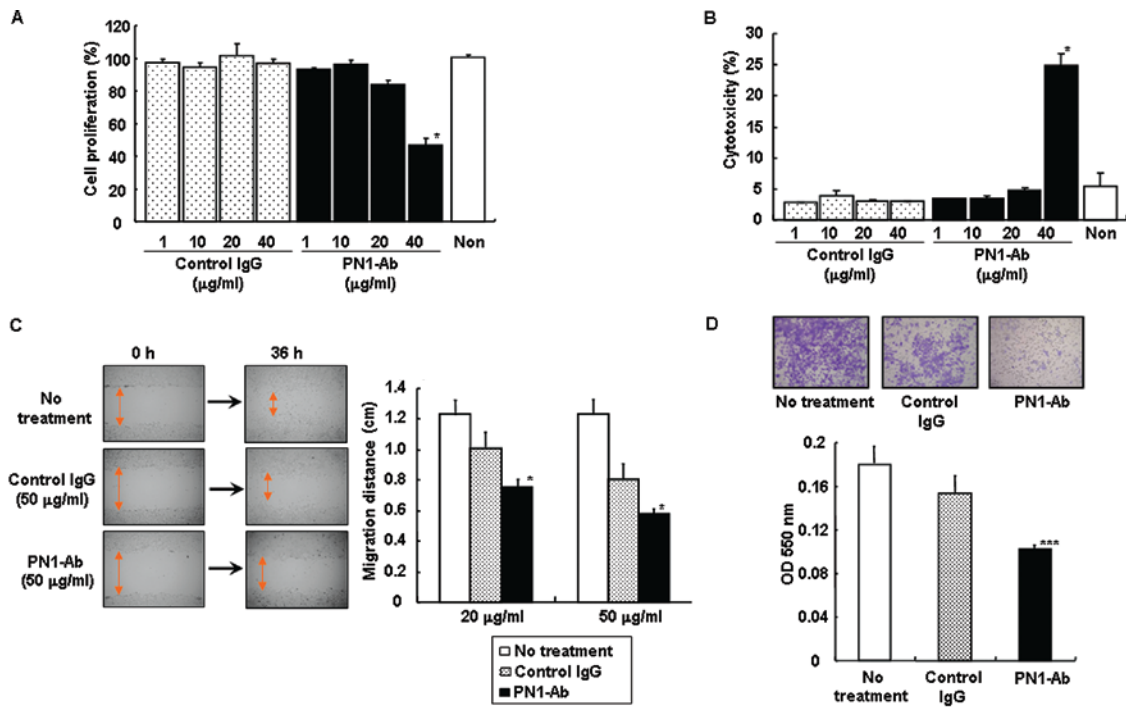 A
Cell proliferation (%)
120
100
80
60
40
20
0
1 10 20 40 1 10 20 40 Non
Control IgG PN1-Ab
(μg/ml) (μg/ml)
B
Cytotoxicity (%)
30
25
20
15
10
5
0
*
1 10 20 40 1 10 20 40 Non
Control IgG PN1-Ab
(μg/ml) (μg/ml)
C
0 h 36 h
No
treatment
Control IgG
(50 μg/ml)
PN1-Ab
(50 μg/ml)
Migration distance (cm)
1.4
1.2
1.0
0.8
0.6
0.4
0.2
0
* *
20 μg/ml 50 μg/ml
No treatment
Control IgG
PN1-Ab
D
No treatment Control
IgG PN1-Ab
OD 550 nm
0.2
0.16
0.12
0.08
0.04
0
***
No
treatment
Control
IgG
PN1-Ab